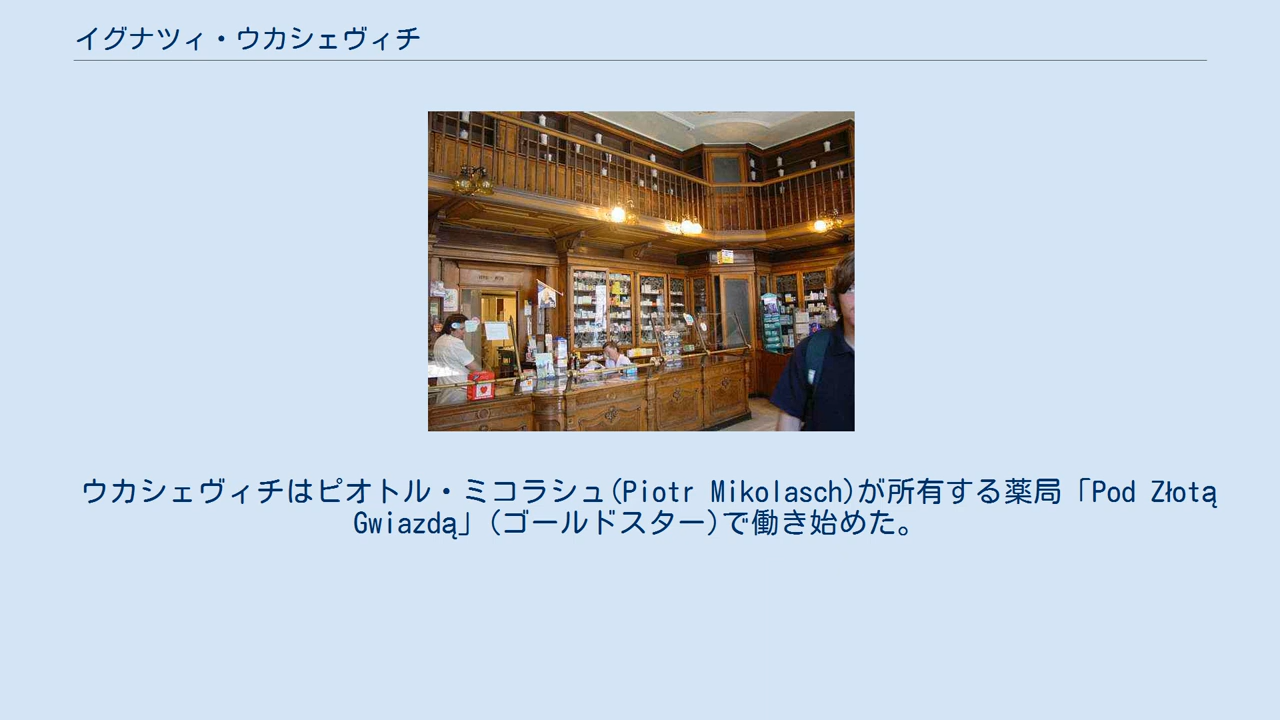 イグナツィ・ウカシェヴィチ
ウカシェヴィチはピオトル・ミコラシュ(Piotr Mikolasch)が所有する薬局「Pod Złotą
Gwiazdą」(ゴールドスター)で働き始めた。